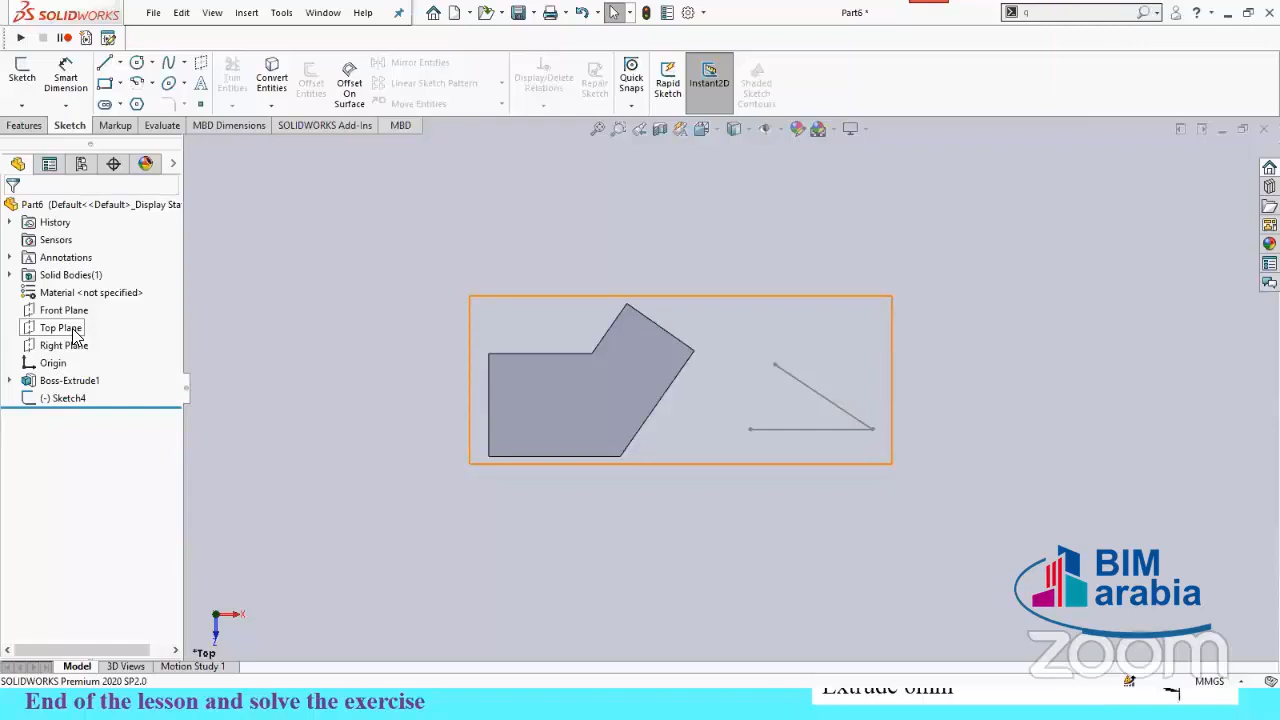 SOLIDWORKS File Edit View Insert Tools Window Help Part6 * q
Sketch Smart Dimension Trim Entities Convert Entities Offset Entities Offset On Surface Mirror Entities Linear Sketch Pattern Move Entities Display/Delete Relations Repair Sketch Quick Snaps Rapid Sketch Instant2D Shaded Sketch Contours
Features Sketch Markup Evaluate MBD Dimensions SOLIDWORKS Add-Ins MBD
Part6 (Default<<Default>_Display Sta
History
Sensors
Annotations
Solid Bodies(1)
Material <not specified>
Front Plane
Top Plane
Right Plane
Origin
Boss-Extrude1
(-) Sketch4
X
Z
*Top
BIM
arabia
zoom
Model 3D Views Motion Study 1
SOLIDWORKS Premium 2020 SP2.0 MMGS
End of the lesson and solve the exercise